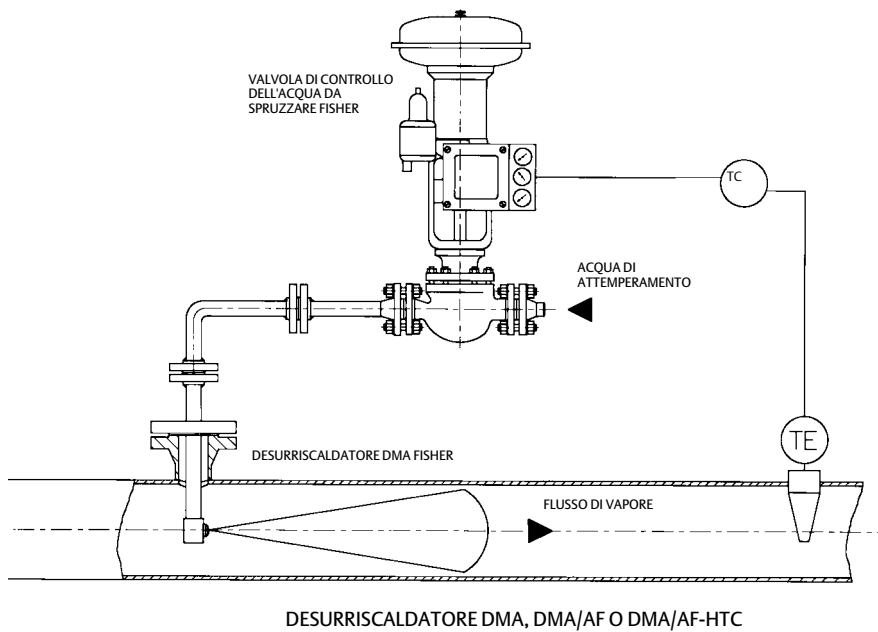 VALVOLA DI CONTROLLO
DELL'ACQUA DA
SPRUZZARE FISHER
TC
ACQUA DI
ATTEMPERAMENTO
TE
DESURRISCALDATORE DMA FISHER
FLUSSO DI VAPORE
DESURRISCALDATORE DMA, DMA/AF O DMA/AF-HTC